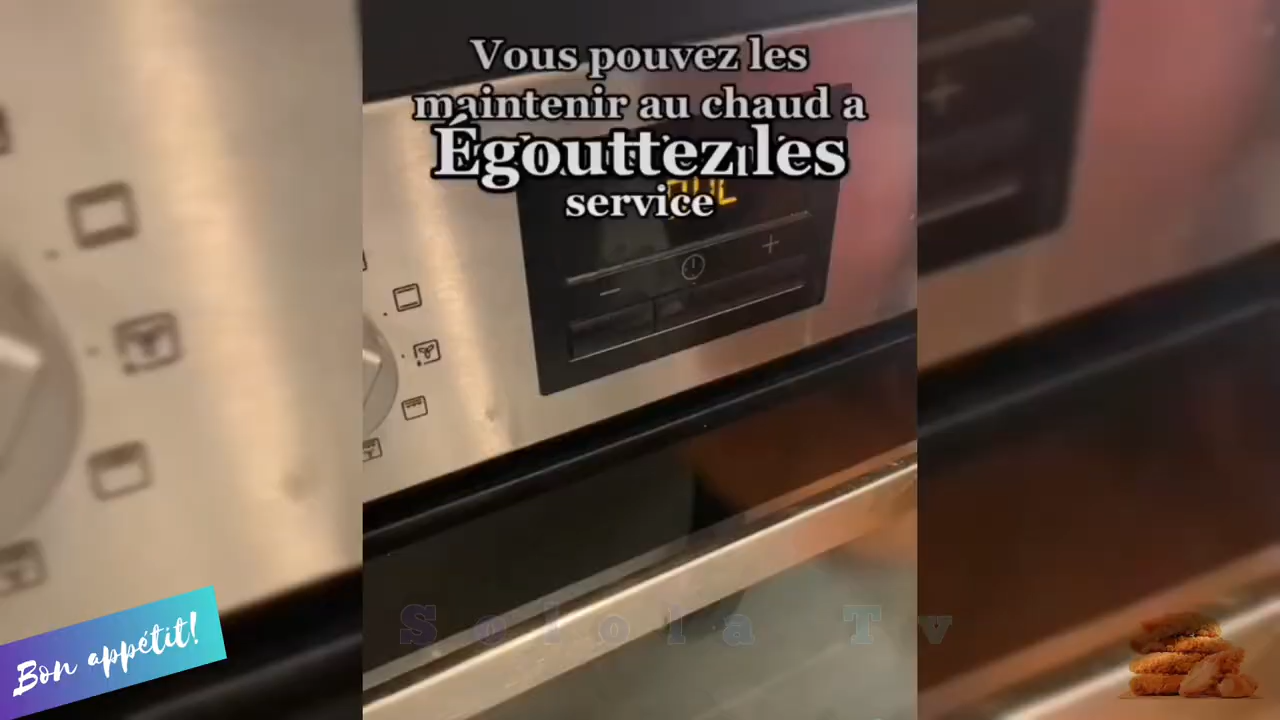 Vous pouvez les
maintenir au chaud a
Égouttez les
service
Bon appétit!
Solola Tv